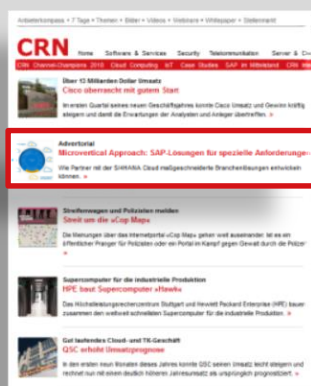 Anbieterkompass • 7 Tage • Themen • Bilder • Videos • Webinare • Whitepaper • Stellenmarkt
CRN
Home Software & Services Security Telekommunikation Server &
CRN Channel-Champions 2018 Cloud Computing IoT Case Studies SAP im Mittelstand CRN
Über 13 Milliarden Dollar Umsatz
Cisco überrascht mit gutem Start
Im ersten Quartal seines neuen Geschäftsjahres konnte Cisco Umsatz und Gewinn kräftig
steigern und damit die Erwartungen der Analysten und Anleger übertreffen. »
Advertorial
Microvertical Approach: SAP-Lösungen für spezielle Anforderungen
Wie Partner mit der S/4HANA Cloud maßgeschneiderte Branchenlösungen entwickeln
können. »
Streifenwagen und Polizisten melden
Streit um die »Cop Map«
Die Meinungen über das Internetportal »Cop Map« gehen weit auseinander. Ist es ein
öffentlicher Pranger für Polizisten oder ein Portal im Kampf gegen Gewalt durch die Polizei?
»
Supercomputer für die industrielle Produktion
HPE baut Supercomputer »Hawk«
Das Höchstleistungsrechenzentrum Stuttgart und Hewlett Packard Enterprise (HPE) bauen
zusammen den weltweit schnellsten Supercomputer für die industrielle Produktion. »
Gut laufendes Cloud- und TK-Geschäft
QSC erhöht Umsatzprognose
In den ersten neun Monaten dieses Jahres konnte QSC seinen Umsatz leicht steigern und
rechnet nun mit einem deutlich höheren Jahresumsatz als ursprünglich prognostiziert. »